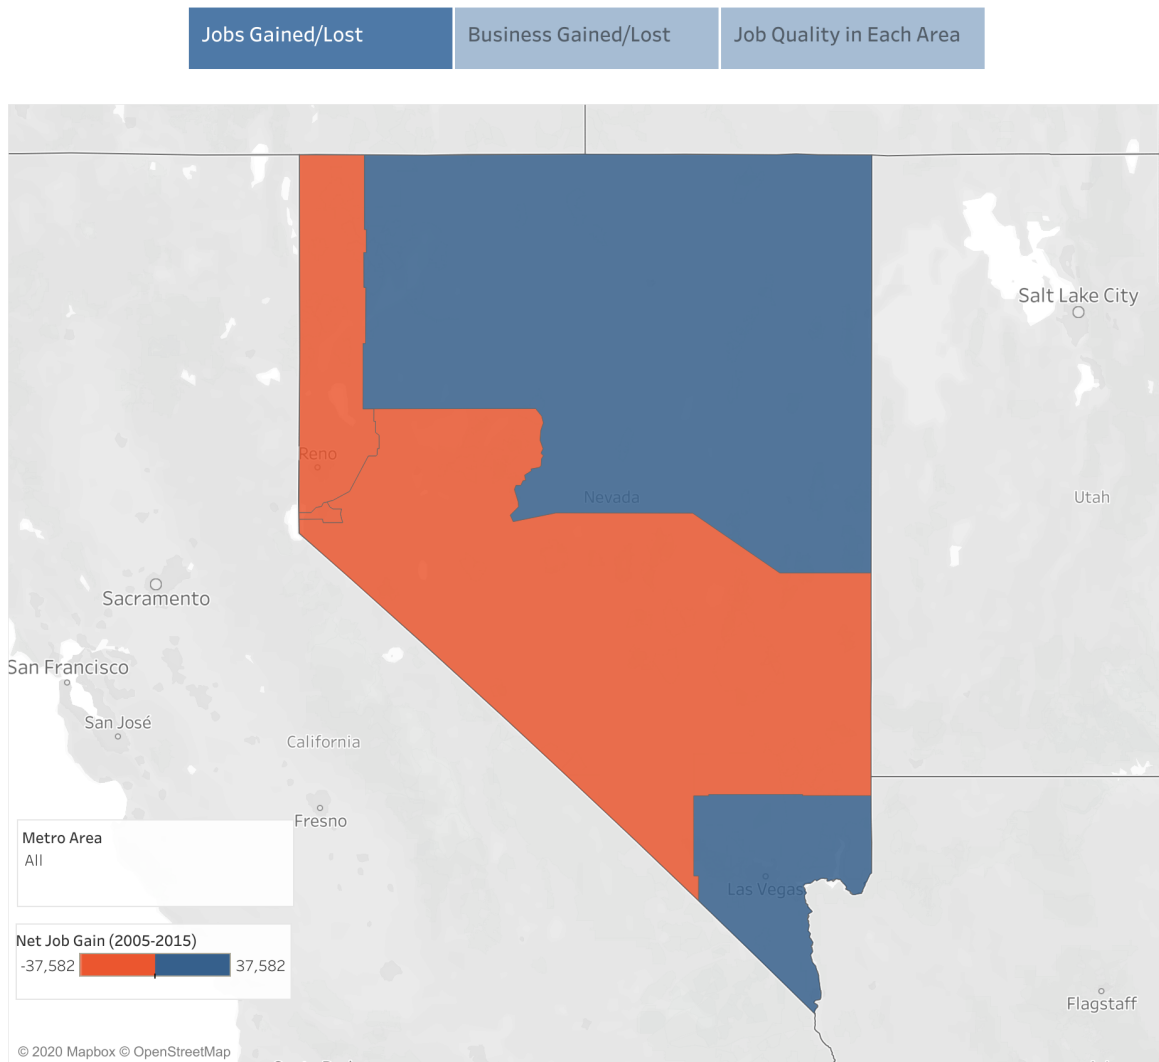 Jobs Gained/Lost
Business Gained/Lost
Job Quality in Each Area
Salt Lake City
Reno
Nevada
Utah
Sacramento
San Francisco
San José
California
Fresno
Metro Area
All
Las Vegas
Net Job Gain (2005-2015)
-37,582
37,582
Flagstaff
© 2020 Mapbox © OpenStreetMap